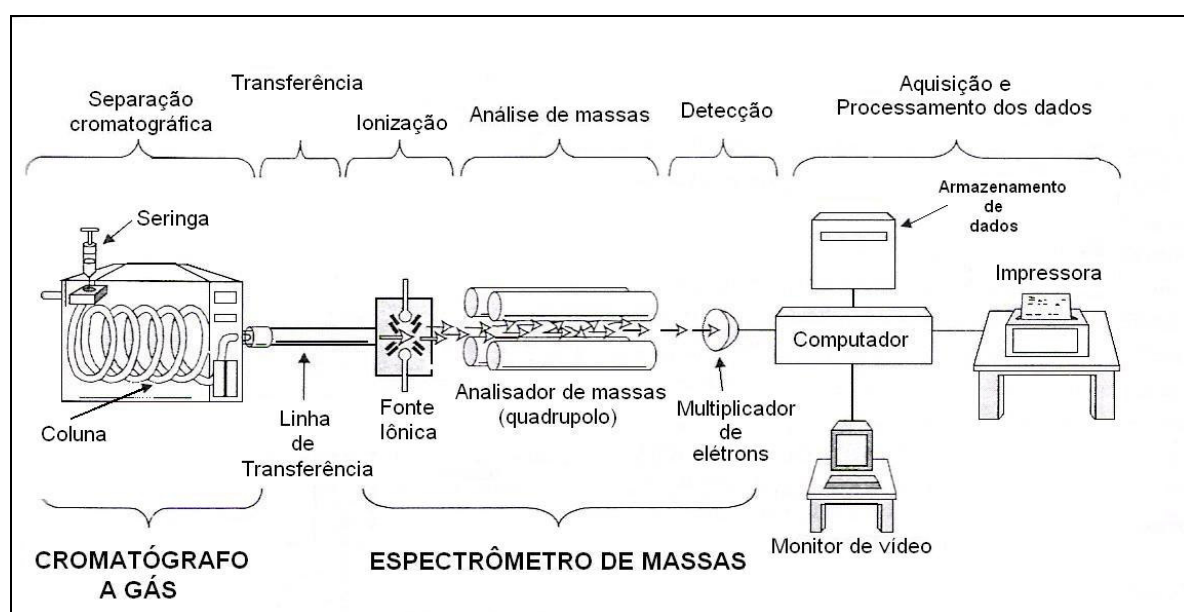 Transferência
Separação
cromatográfica
Ionização
Análise de massas
Detecção
Aquisição e
Processamento dos dados
Seringa
Armazenamento
de
dados
Impressora
Computador
Coluna
Linha
de
Transferência
Fonte
Iônica
Analisador de massas
(quadrupolo)
Multiplicador
de
elétrons
Monitor de vídeo
CROMATÓGRAFO
A GÁS
ESPECTRÔMETRO DE MASSAS